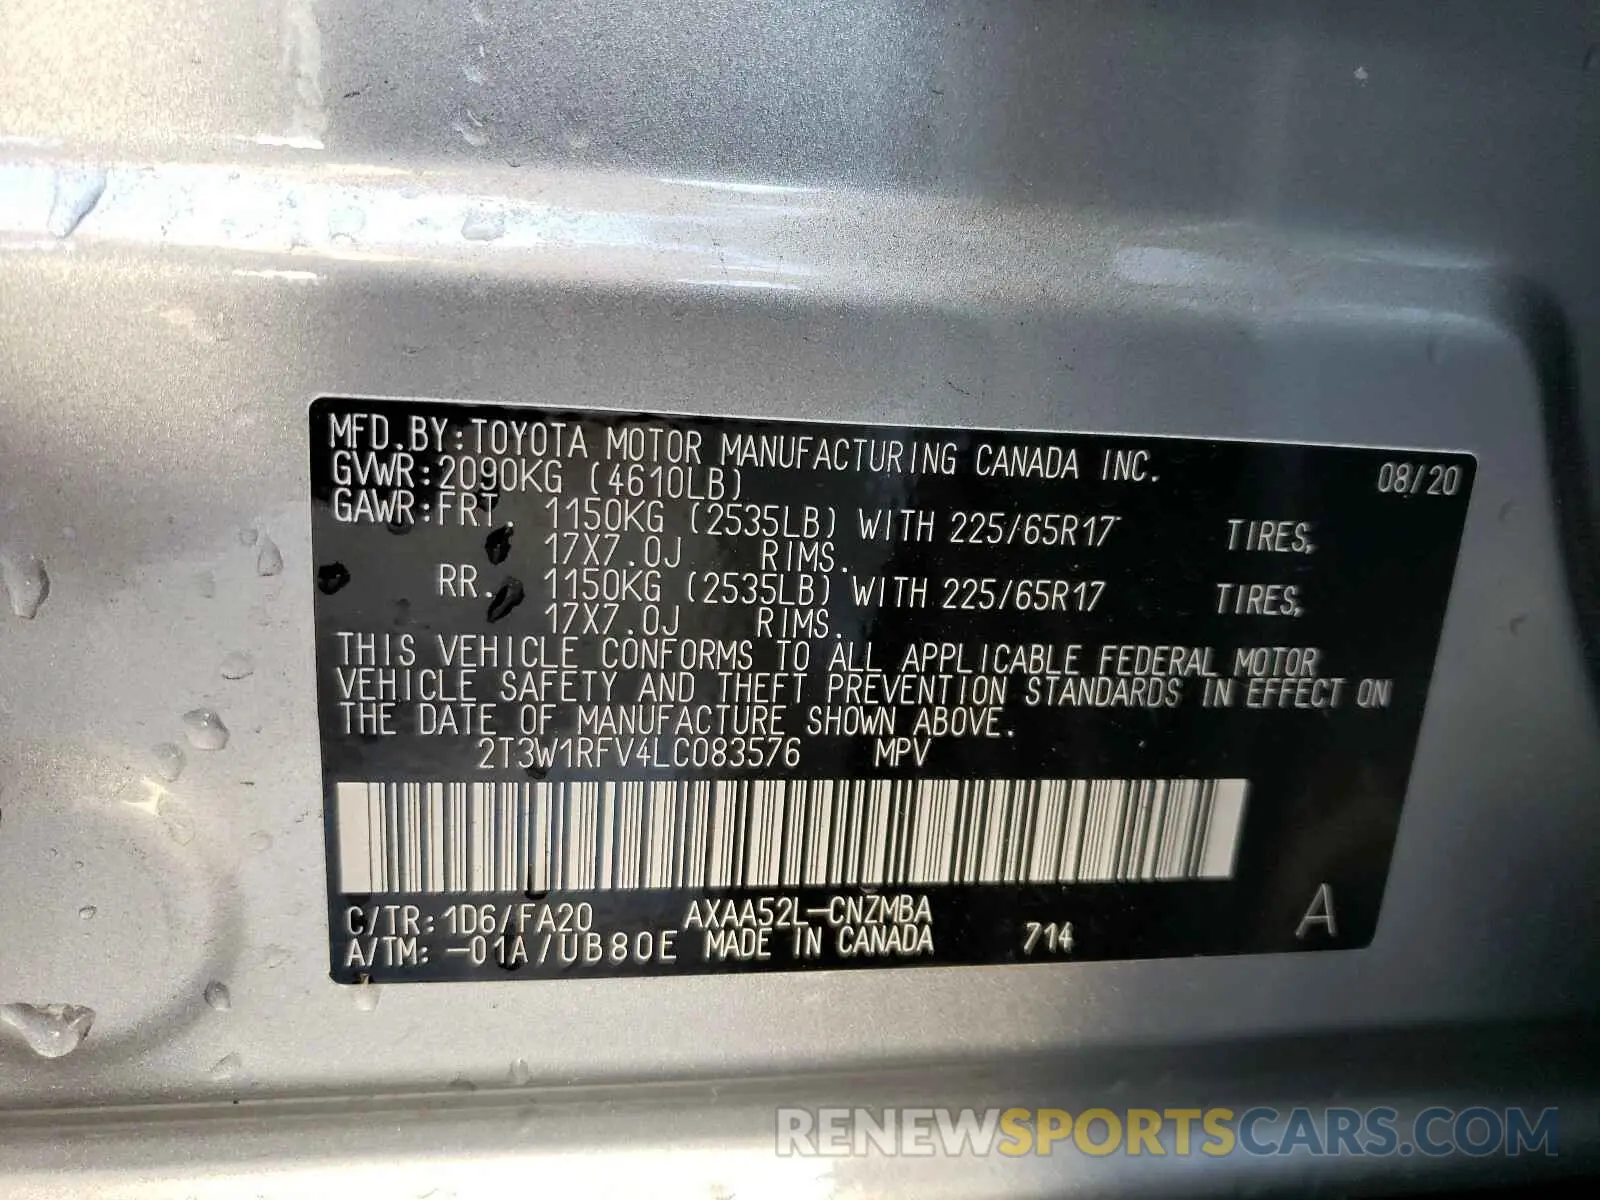 MFD.BY:TOYOTA MOTOR MANUFACTURING CANADA INC. 08/20
GVWR:2090KG (4610LB)
GAWR:FRT. 1150KG (2535LB) WITH 225/65R17 TIRES,
17X7.0J RIMS.
RR. 1150KG (2535LB) WITH 225/65R17 TIRES,
17X7.0J RIMS.
THIS VEHICLE CONFORMS TO ALL APPLICABLE FEDERAL MOTOR
VEHICLE SAFETY AND THEFT PREVENTION STANDARDS IN EFFECT ON
THE DATE OF MANUFACTURE SHOWN ABOVE.
2T3W1RFV4LC083576 MPV
C/TR:1D6/FA20 AXAA52L-CNZMBA A
A/TM:-01A/UB80E MADE IN CANADA 714
RENEWSPORTSCARS.COM